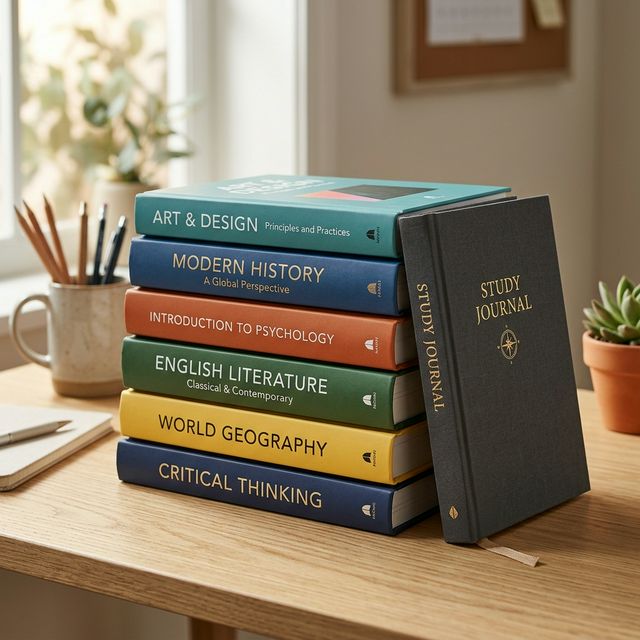 ART & DESIGN Principles and Practices
MODERN HISTORY
A Global Perspective
INTRODUCTION TO PSYCHOLOGY
ENGLISH LITERATURE
Classical & Contemporary
WORLD GEOGRAPHY
CRITICAL THINKING
STUDY JOURNAL
STUDY
JOURNAL